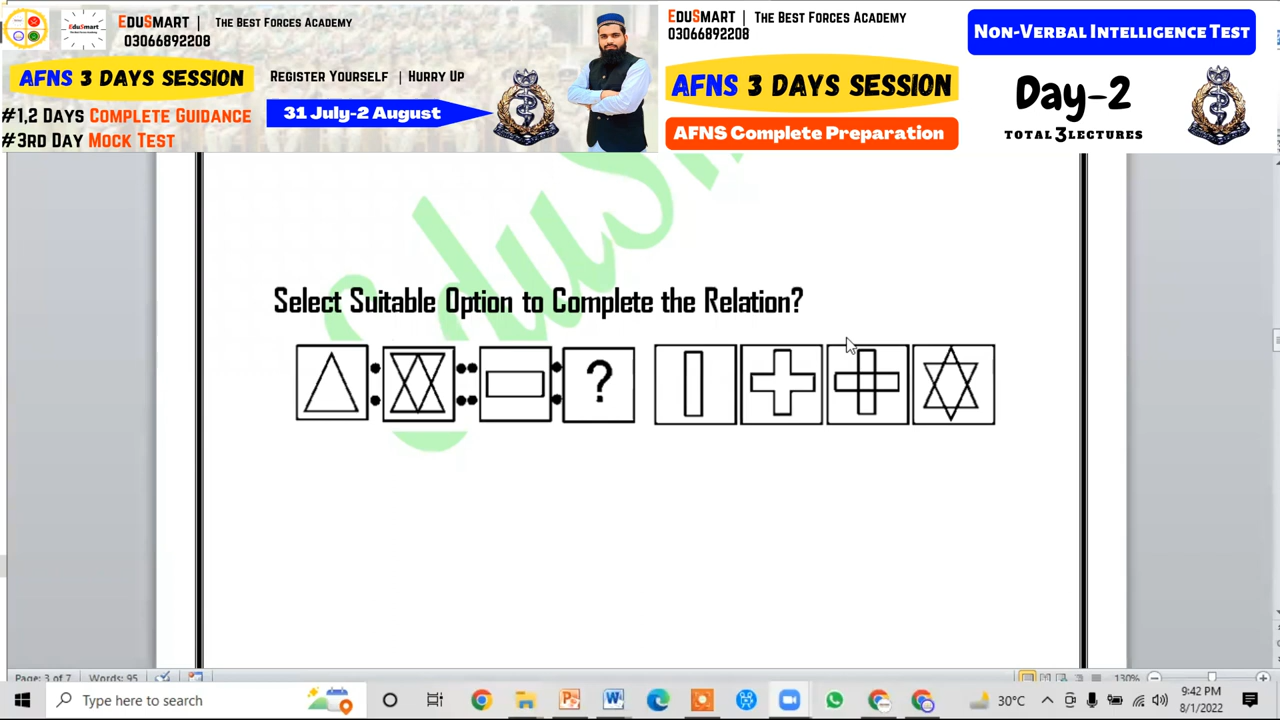 EduSmart | The Best Forces Academy
03066892208
AFNS 3 Days Session
Register Yourself | Hurry Up
#1,2 Days Complete Guidance
31 July-2 August
#3rd Day Mock Test
EduSmart | The Best Forces Academy
03066892208
AFNS 3 Days Session
AFNS Complete Preparation
Non-Verbal Intelligence Test
Day-2
Total 3 Lectures
EduSmart
Select Suitable Option to Complete the Relation?
?
Page: 3 of 7
Words: 95
130%
Type here to search
30°C
9:42 PM
8/1/2022